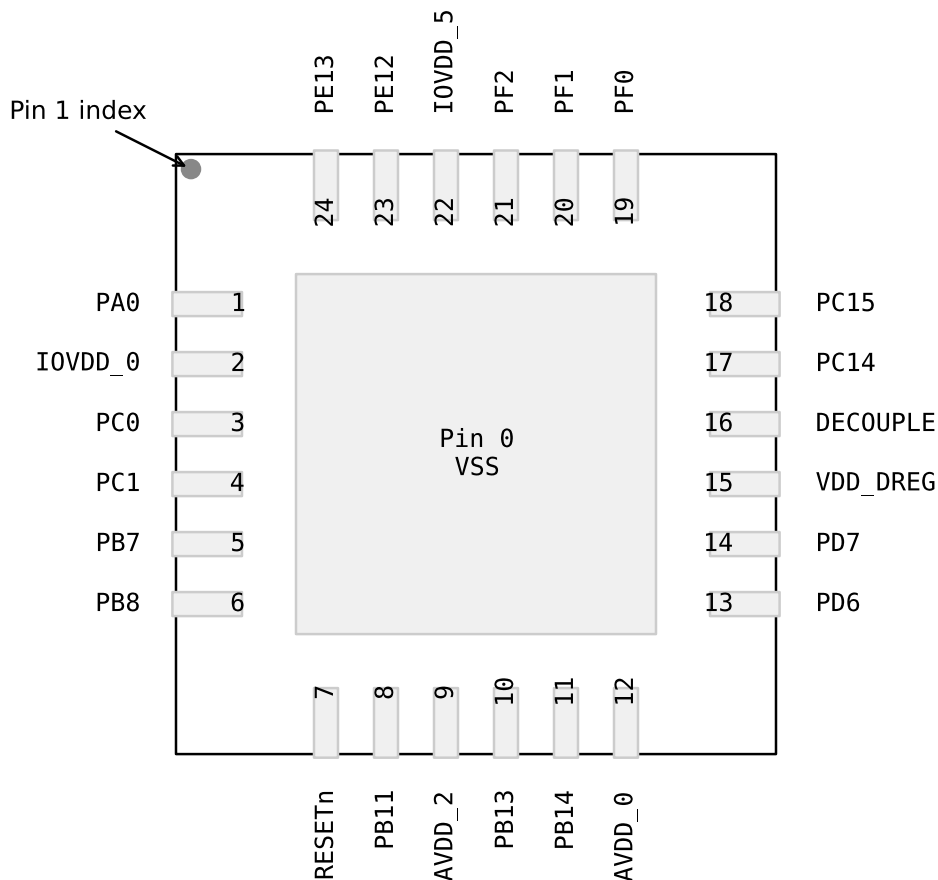 PE13
PE12
IOVDD_5
PF2
PF1
PF0
Pin 1 index
24
23
22
21
20
19
PA0 1
18 PC15
IOVDD_0 2
17 PC14
PC0 3
16 DECOUPLE
PC1 4
15 VDD_DREG
PB7 5
14 PD7
PB8 6
13 PD6
Pin 0
VSS
7
8
9
10
11
12
RESETn
PB11
AVDD_2
PB13
PB14
AVDD_0